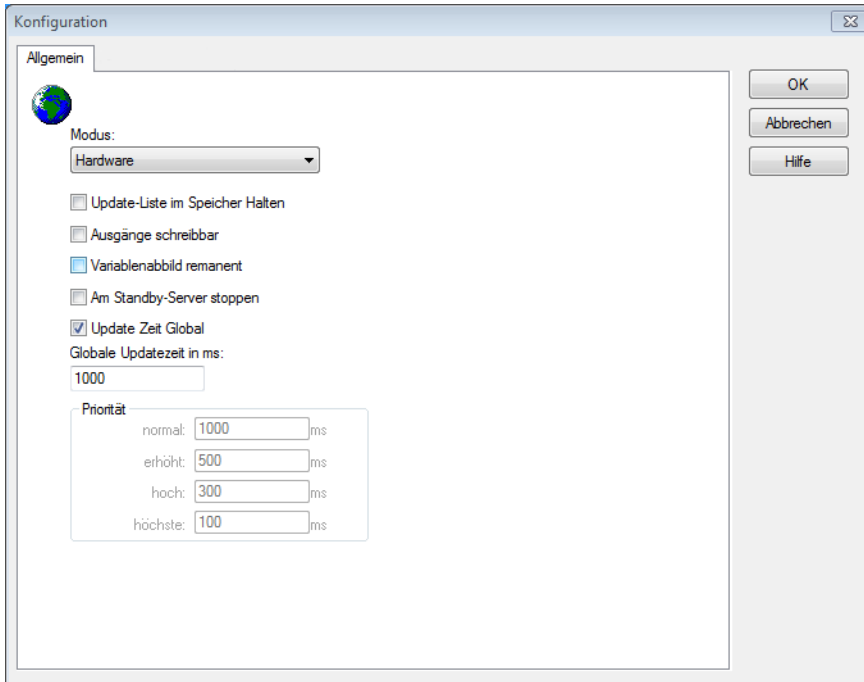 Konfiguration
Allgemein
OK
Abbrechen
Hilfe
Modus:
Hardware
Update-Liste im Speicher Halten
Ausgänge schreibbar
Variablenabbild remanent
Am Standby-Server stoppen
Update Zeit Global
Globale Updatezeit in ms:
1000
Priorität
normal: 1000 ms
erhöht: 500 ms
hoch: 300 ms
höchste: 100 ms